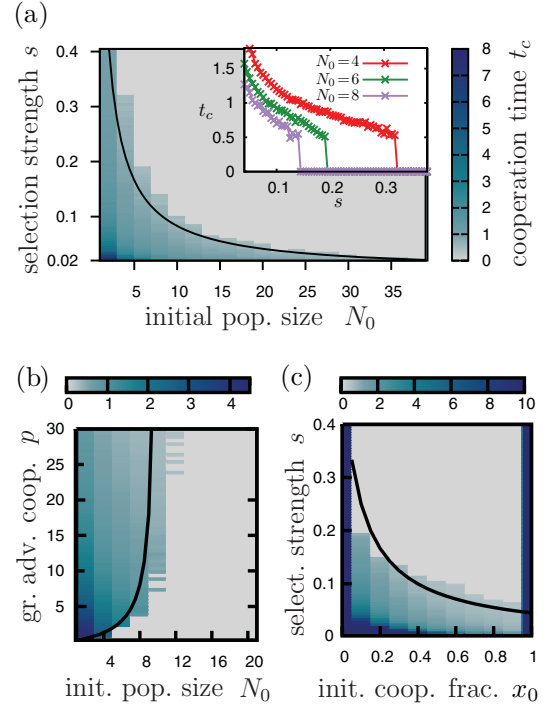 (a)
selection strength s
0.4
0.3
0.2
0.1
0.02
5
10
15
20
25
30
35
initial pop. size N₀
t_c
1.5
1
0.5
0
0.1
0.2
0.3
s
N₀=4
N₀=6
N₀=8
8
7
6
5
4
3
2
1
0
cooperation time t_c
(b)
0 1 2 3 4
gr. adv. coop. p
30
25
20
15
10
5
4 8 12 16 20
init. pop. size N₀
(c)
0 2 4 6 8 10
select. strength s
0.4
0.3
0.2
0.1
0
0 0.2 0.4 0.6 0.8 1
init. coop. frac. x₀